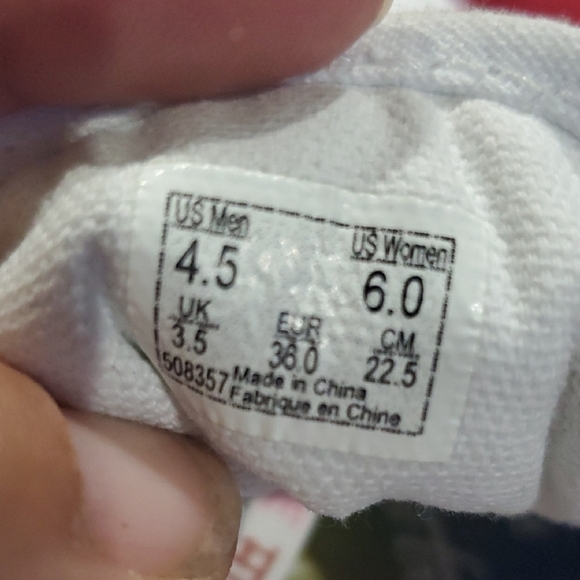 US Men US Women
4.5 6.0
UK EUR CM
3.5 36.0 22.5
508357 Made in China
Fabrique en Chine